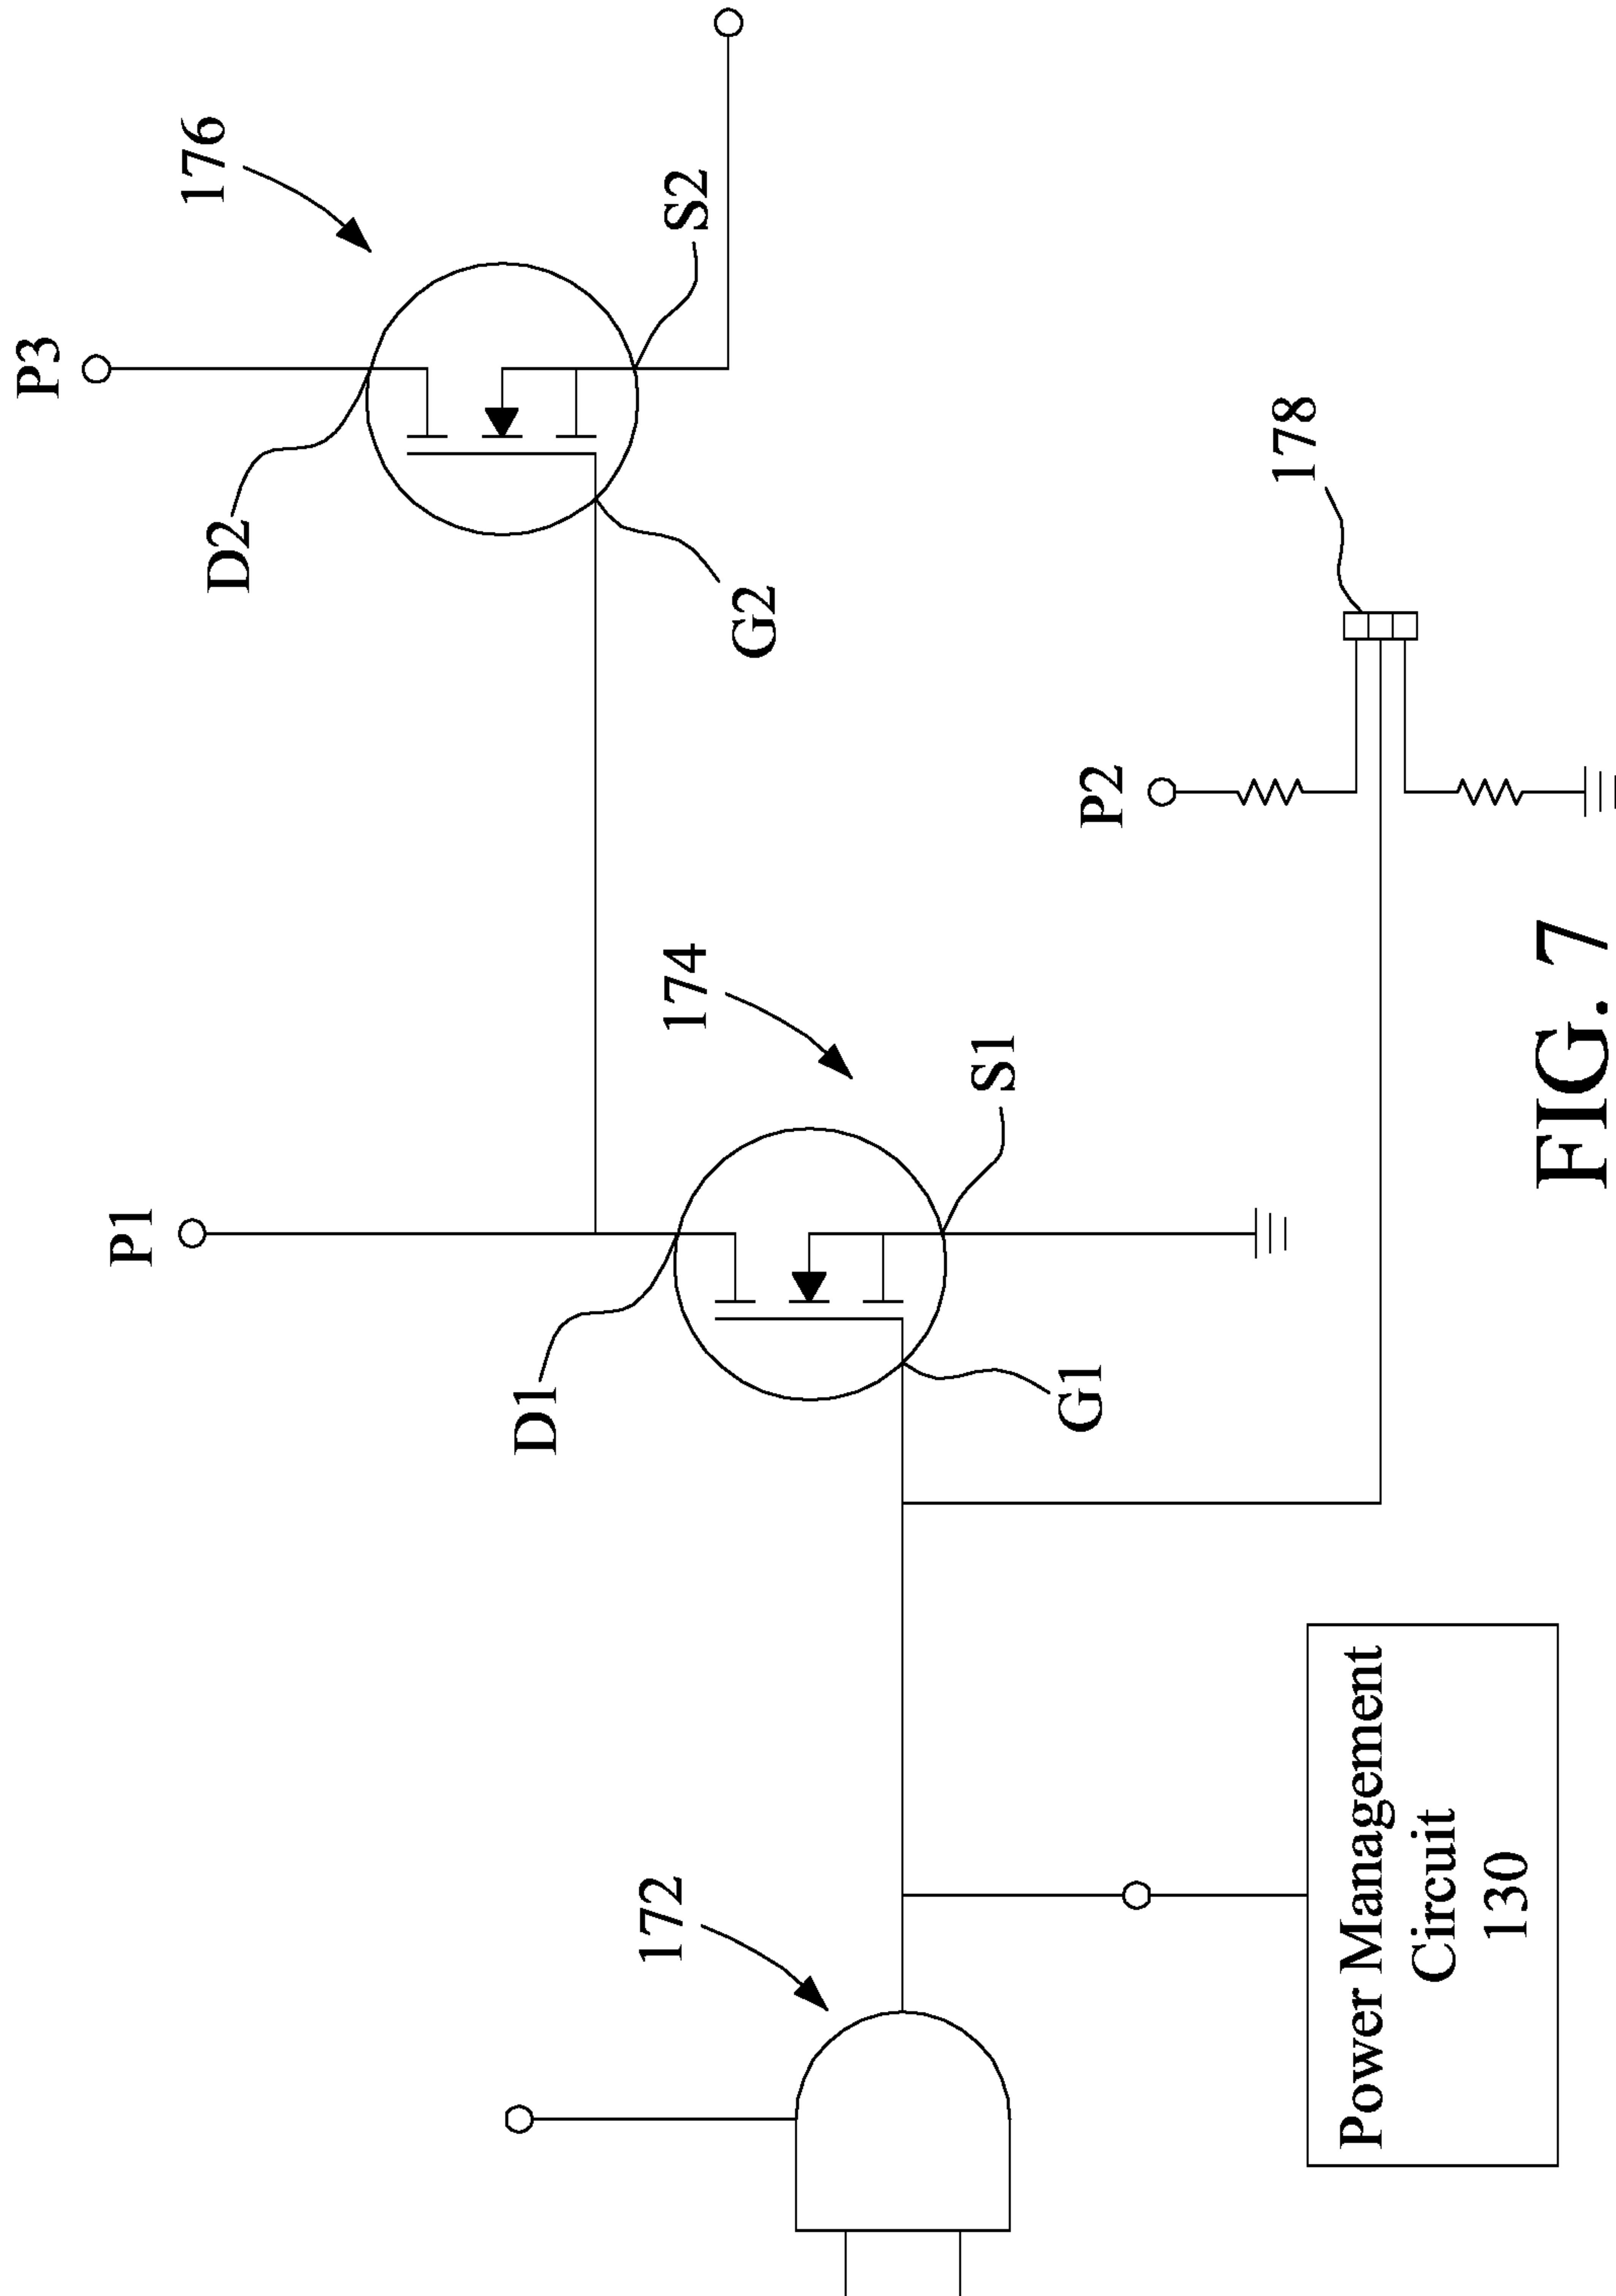 P3
176
D2
S2
G2
P1
174
D1
S1
G1
P2
178
172
Power Management
Circuit
130
FIG. 7